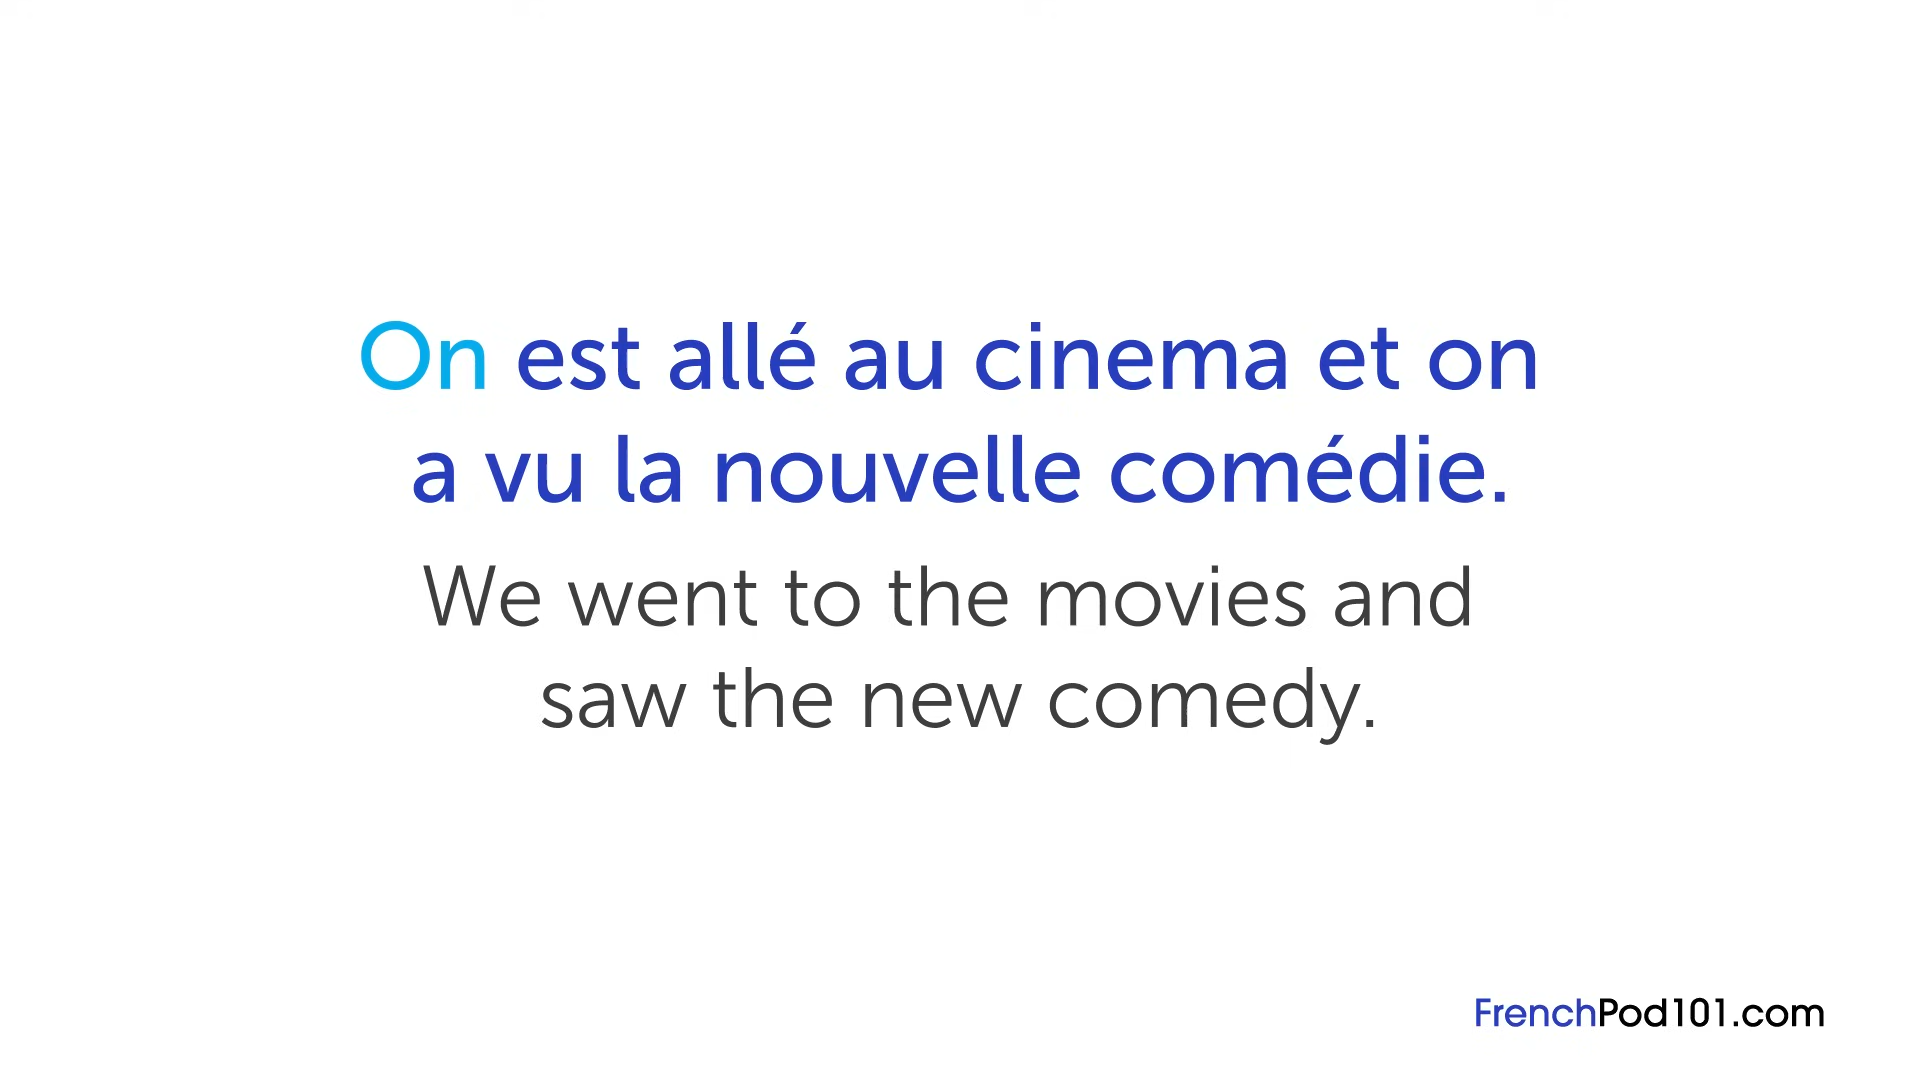 On est allé au cinema et on
a vu la nouvelle comédie.
We went to the movies and
saw the new comedy.
FrenchPod101.com